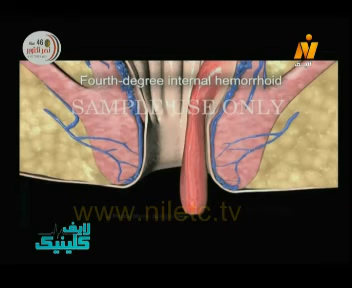 Fourth-degree internal hemorrhoid
SAMPLE USE ONLY
www.niletc.tv
لايف
كلينيك